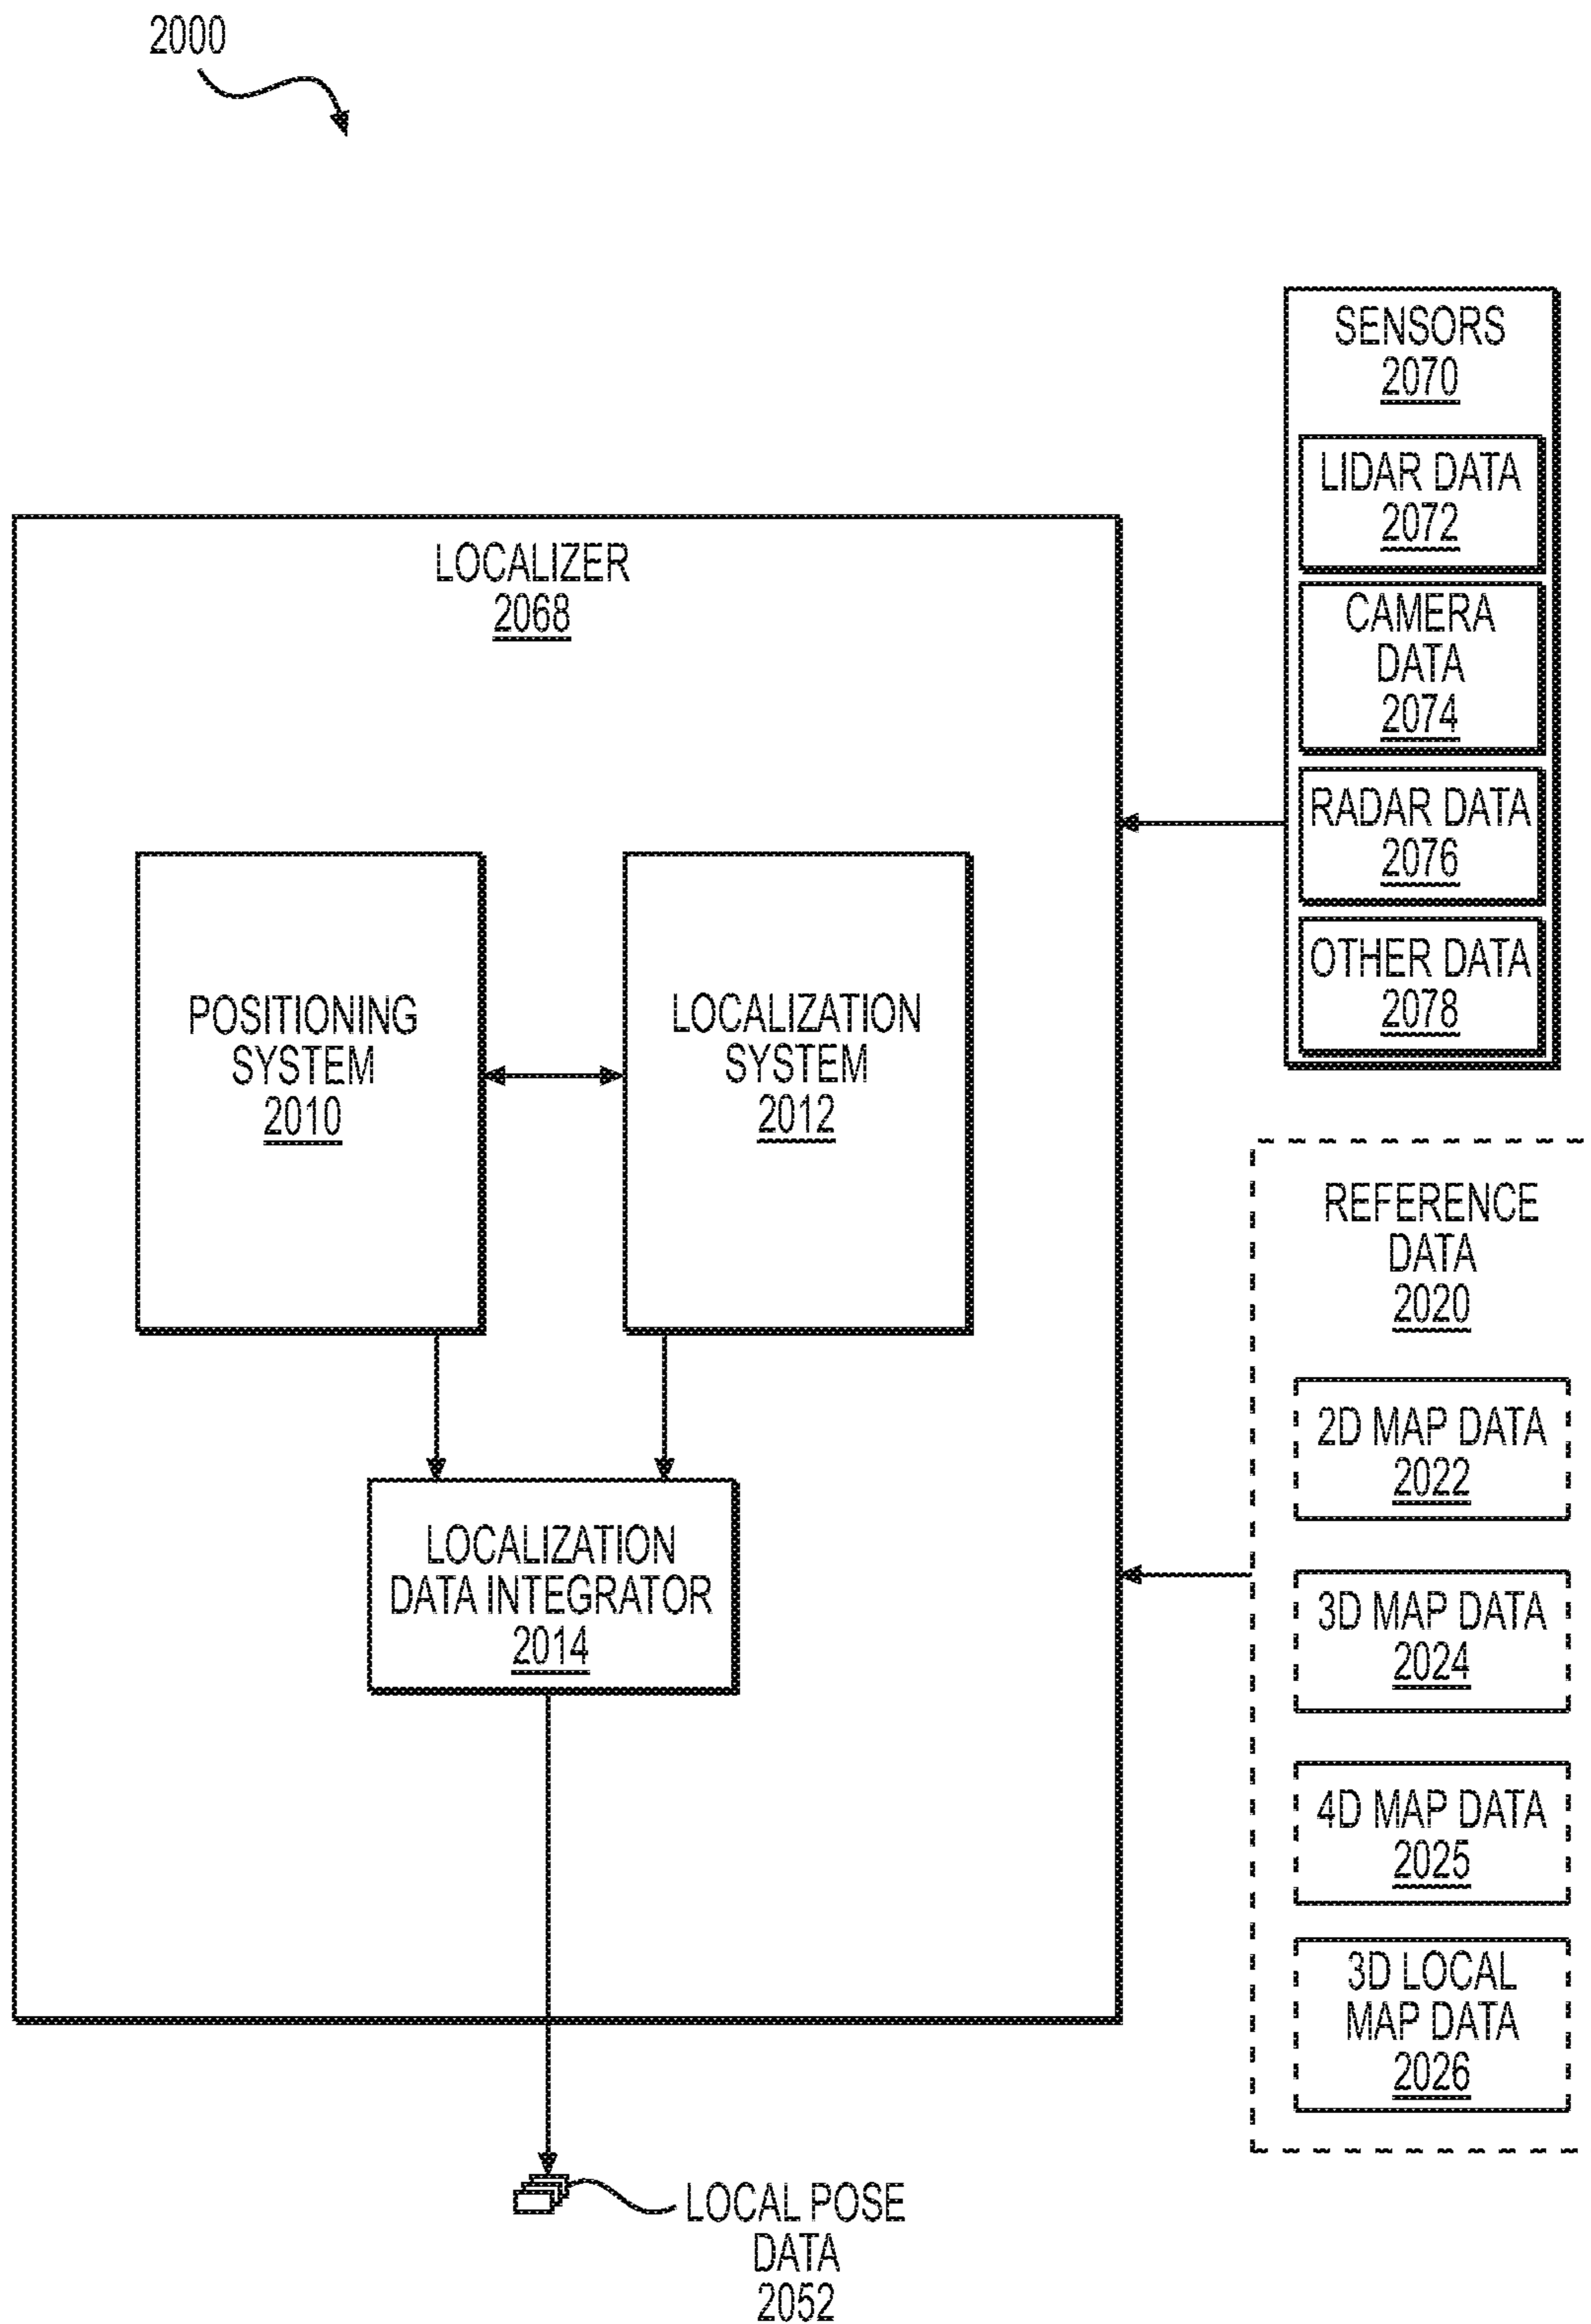 2000
SENSORS
2070
LIDAR DATA
2072
CAMERA
DATA
2074
RADAR DATA
2076
OTHER DATA
2078
LOCALIZER
2068
POSITIONING
SYSTEM
2010
LOCALIZATION
SYSTEM
2012
LOCALIZATION
DATA INTEGRATOR
2014
REFERENCE
DATA
2020
2D MAP DATA
2022
3D MAP DATA
2024
4D MAP DATA
2025
3D LOCAL
MAP DATA
2026
LOCAL POSE
DATA
2052